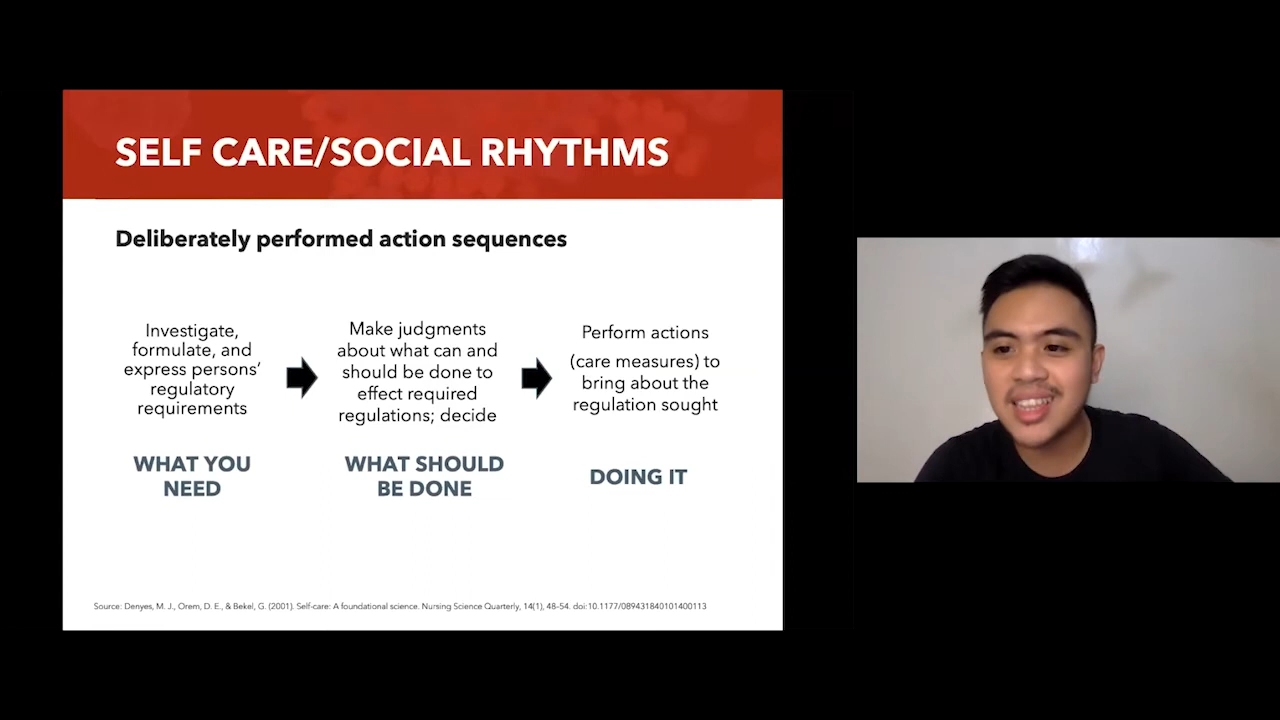 SELF CARE/SOCIAL RHYTHMS
Deliberately performed action sequences
Investigate,
formulate, and
express persons’
regulatory
requirements
WHAT YOU
NEED
Make judgments
about what can and
should be done to
effect required
regulations; decide
WHAT SHOULD
BE DONE
Perform actions
(care measures) to
bring about the
regulation sought
DOING IT
Source: Denyes, M. J., Orem, D. E., & Bekel, G. (2001). Self-care: A foundational science. Nursing Science Quarterly, 14(1), 48-54. doi:10.1177/089431840101400113